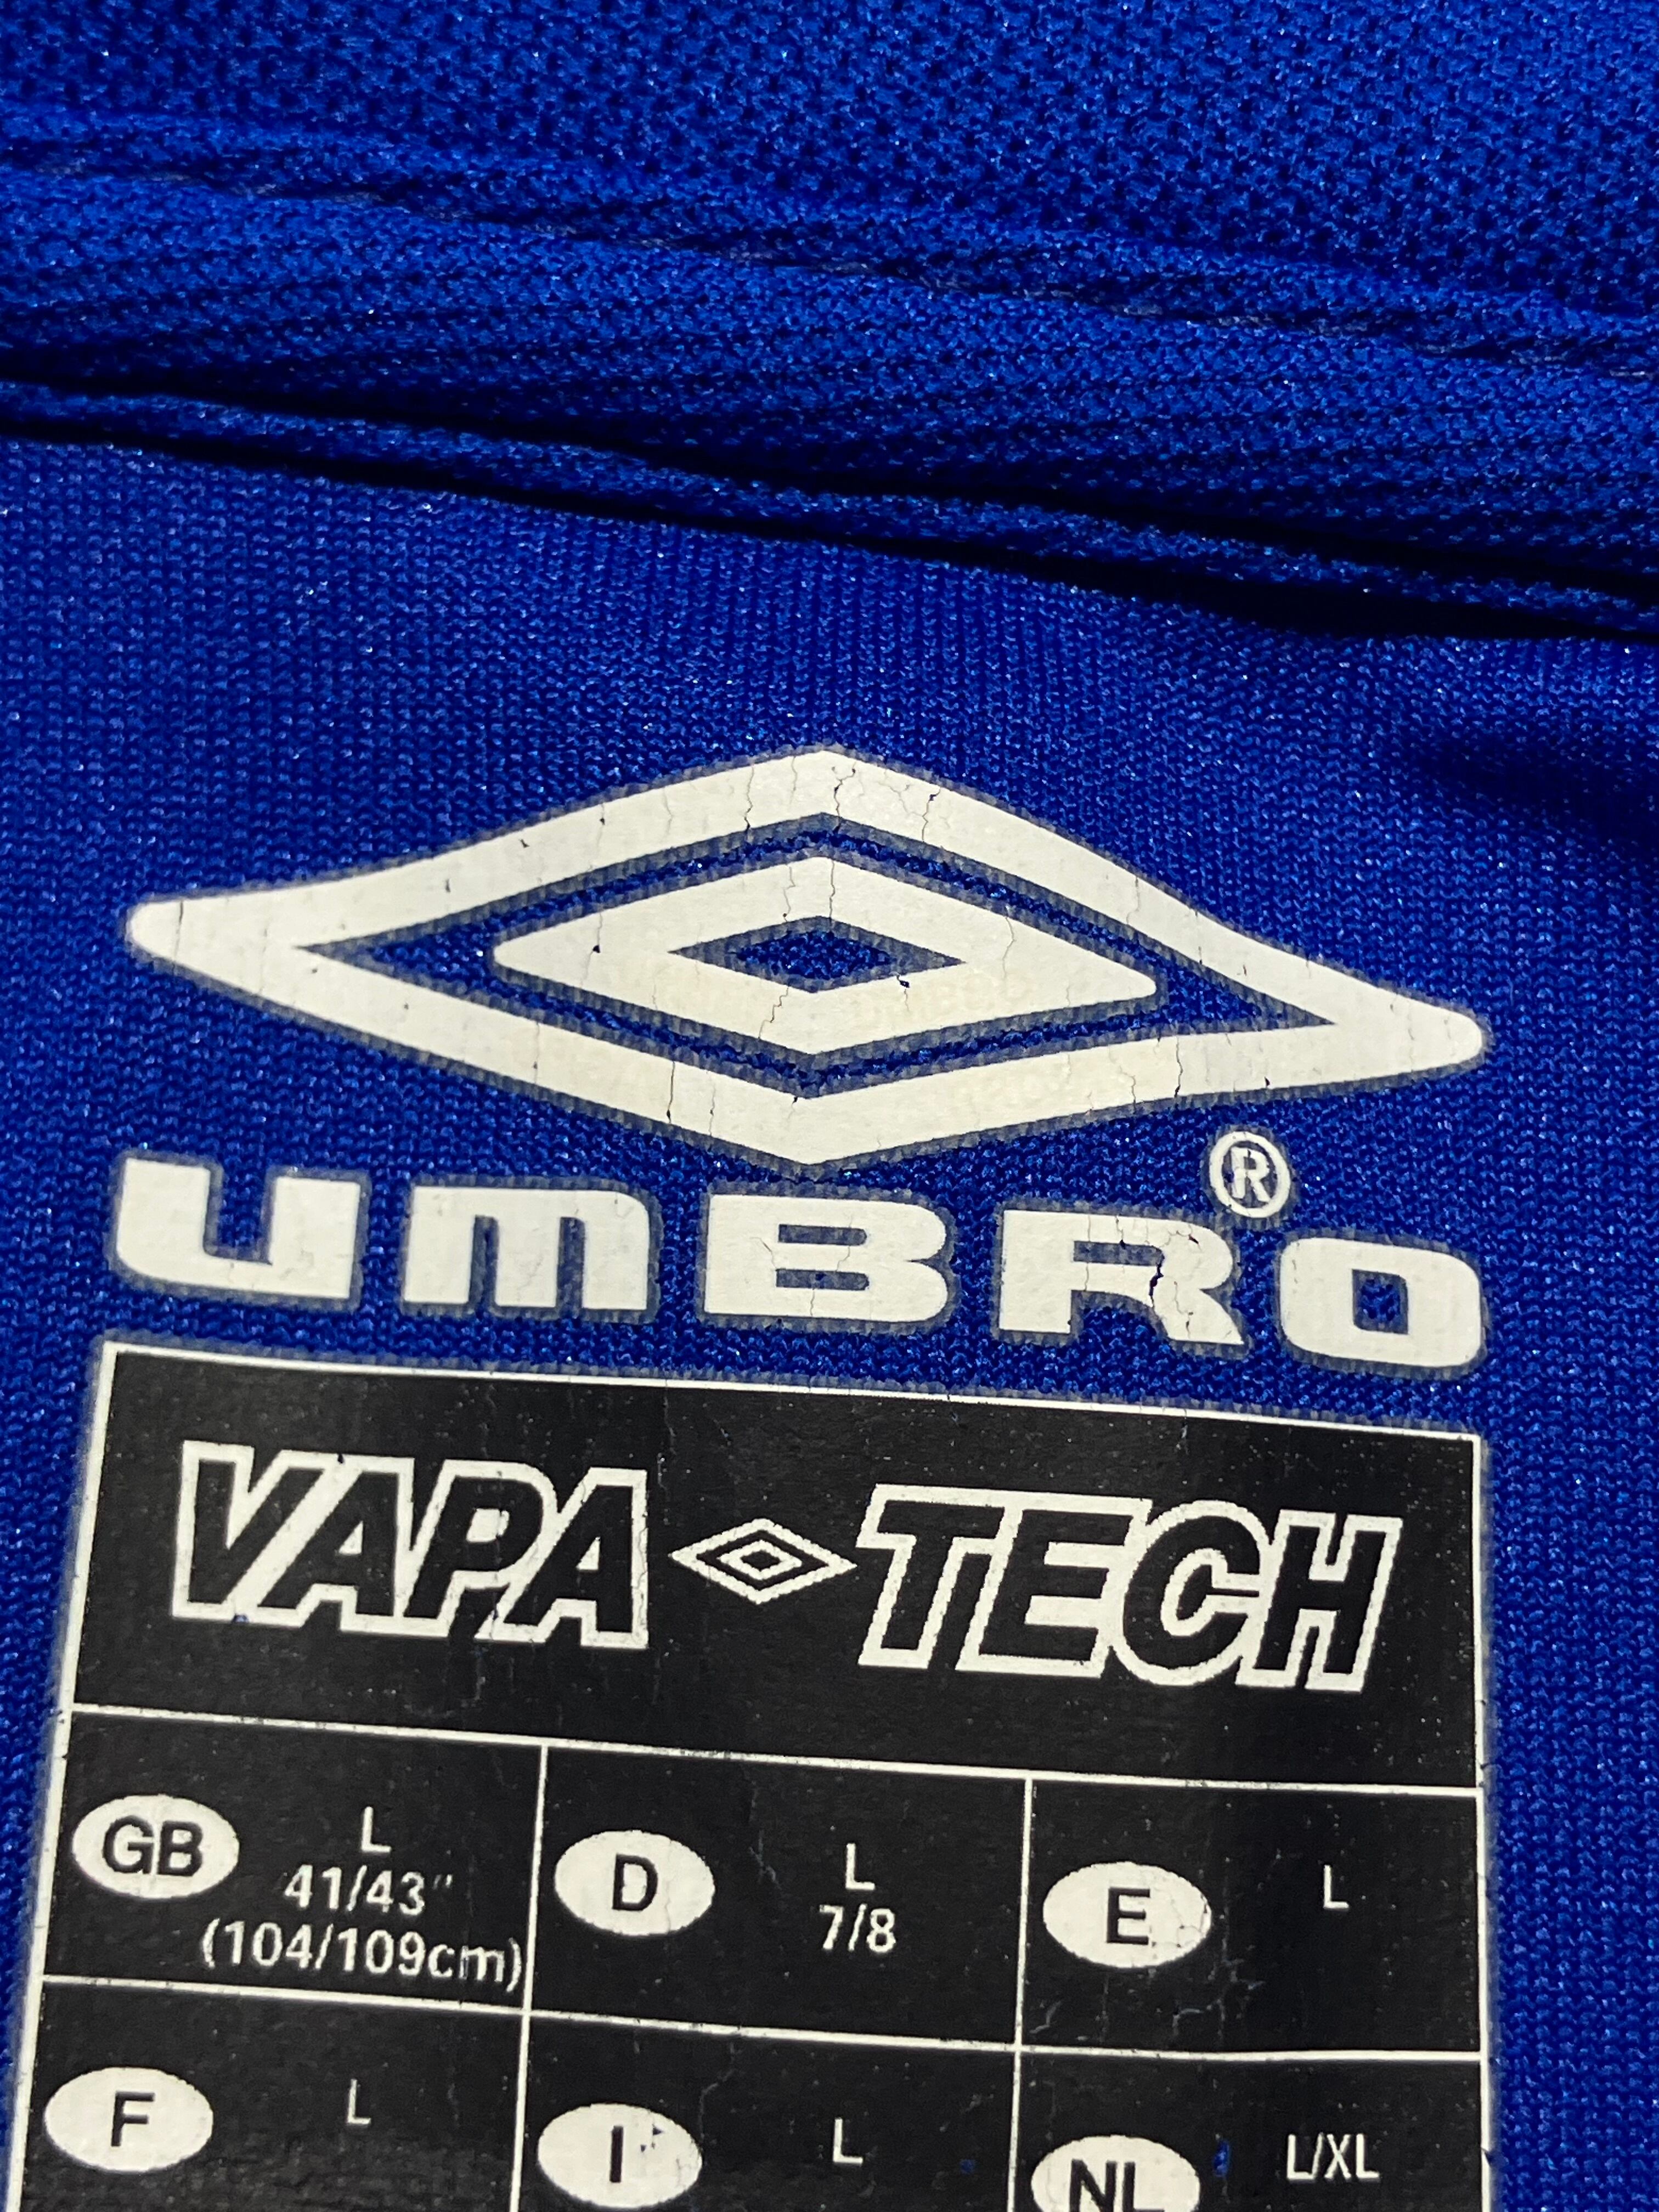 UMBRO®
VAPA TECH
GB L 41/43"
(104/109cm)
D L
7/8
E L
F L
I L
NL L/XL